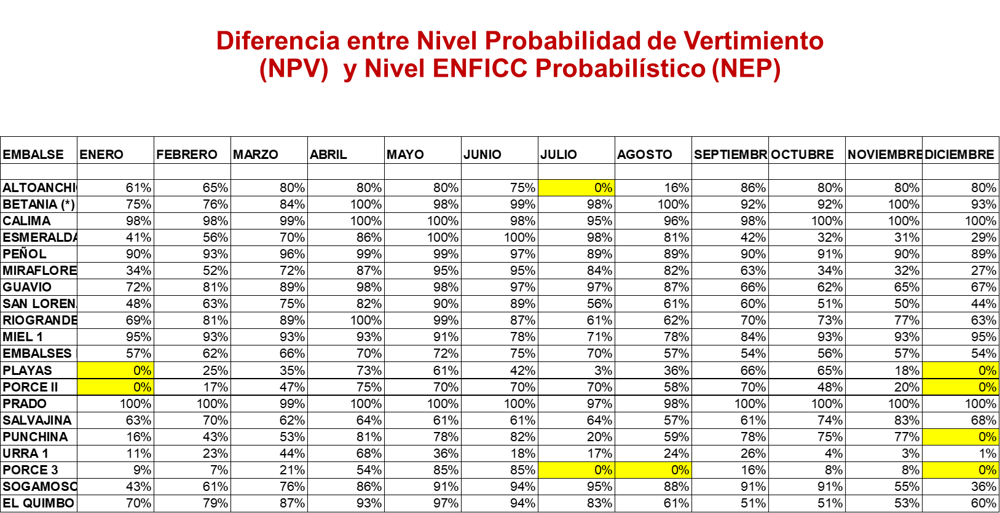 Diferencia entre Nivel Probabilidad de Vertimiento
(NPV) y Nivel ENFICC Probabilístico (NEP)
EMBALSE ENERO FEBRERO MARZO ABRIL MAYO JUNIO JULIO AGOSTO SEPTIEMBR OCTUBRE NOVIEMBRE DICIEMBRE
ALTOANCHI 61% 65% 80% 80% 80% 75% 0% 16% 86% 80% 80% 80%
BETANIA (*) 75% 76% 84% 100% 98% 99% 98% 100% 92% 92% 100% 93%
CALIMA 98% 98% 99% 100% 100% 98% 95% 96% 98% 100% 100% 100%
ESMERALDA 41% 56% 70% 86% 100% 100% 98% 81% 42% 32% 31% 29%
PEÑOL 90% 93% 96% 99% 99% 97% 89% 89% 90% 91% 90% 89%
MIRAFLORE 34% 52% 72% 87% 95% 95% 84% 82% 63% 34% 32% 27%
GUAVIO 72% 81% 89% 98% 98% 97% 97% 87% 66% 62% 65% 67%
SAN LOREN 48% 63% 75% 82% 90% 89% 56% 61% 60% 51% 50% 44%
RIOGRANDE 69% 81% 89% 100% 99% 87% 61% 62% 70% 73% 77% 63%
MIEL 1 95% 93% 93% 93% 91% 78% 71% 78% 84% 93% 93% 95%
EMBALSES 57% 62% 66% 70% 72% 75% 70% 57% 54% 56% 57% 54%
PLAYAS 0% 25% 35% 73% 61% 42% 3% 36% 66% 65% 18% 0%
PORCE II 0% 17% 47% 75% 70% 70% 70% 58% 70% 48% 20% 0%
PRADO 100% 100% 99% 100% 100% 100% 97% 98% 100% 100% 100% 100%
SALVAJINA 63% 70% 62% 64% 61% 61% 64% 57% 61% 74% 83% 68%
PUNCHINA 16% 43% 53% 81% 78% 82% 20% 59% 78% 75% 77% 0%
URRA 1 11% 23% 44% 68% 36% 18% 17% 24% 26% 4% 3% 1%
PORCE 3 9% 7% 21% 54% 85% 85% 0% 0% 16% 8% 8% 0%
SOGAMOSO 43% 61% 76% 86% 91% 94% 95% 88% 91% 91% 55% 36%
EL QUIMBO 70% 79% 87% 93% 97% 94% 83% 61% 51% 51% 53% 60%